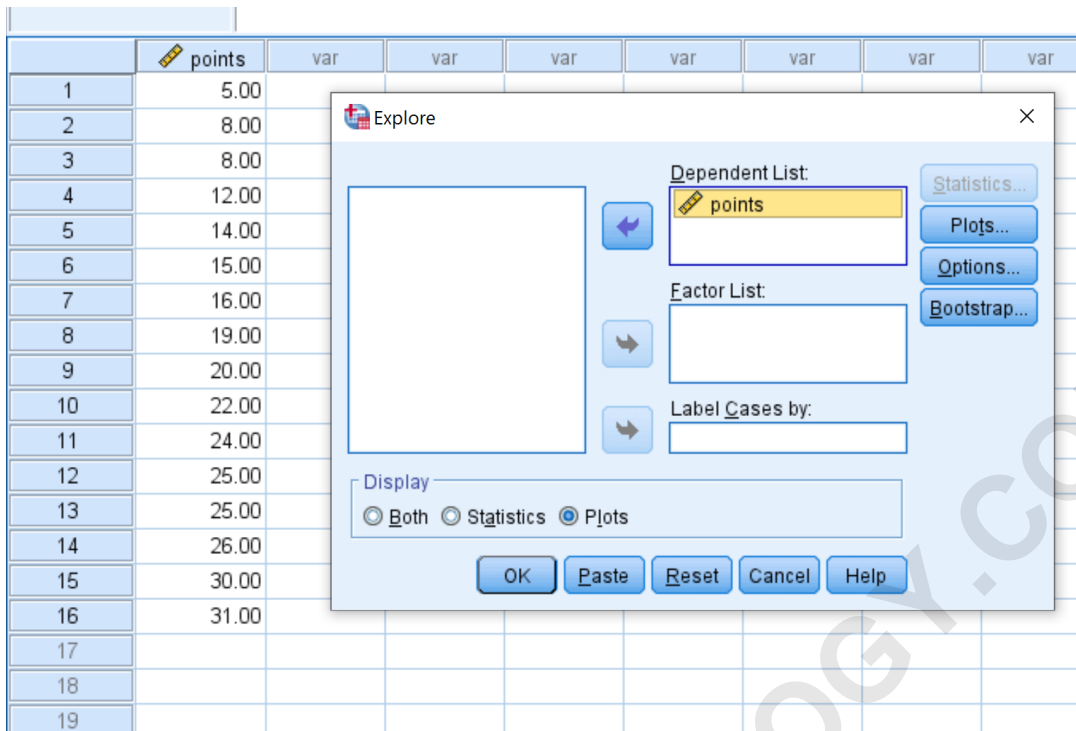 points var var var var var var var
1 5.00
2 8.00
3 8.00
4 12.00
5 14.00
6 15.00
7 16.00
8 19.00
9 20.00
10 22.00
11 24.00
12 25.00
13 25.00
14 26.00
15 30.00
16 31.00
17
18
19
Explore
Dependent List:
points
Factor List:
Label Cases by:
Statistics...
Plots...
Options...
Bootstrap...
Display
Both Statistics Plots
OK Paste Reset Cancel Help
OGY.CO